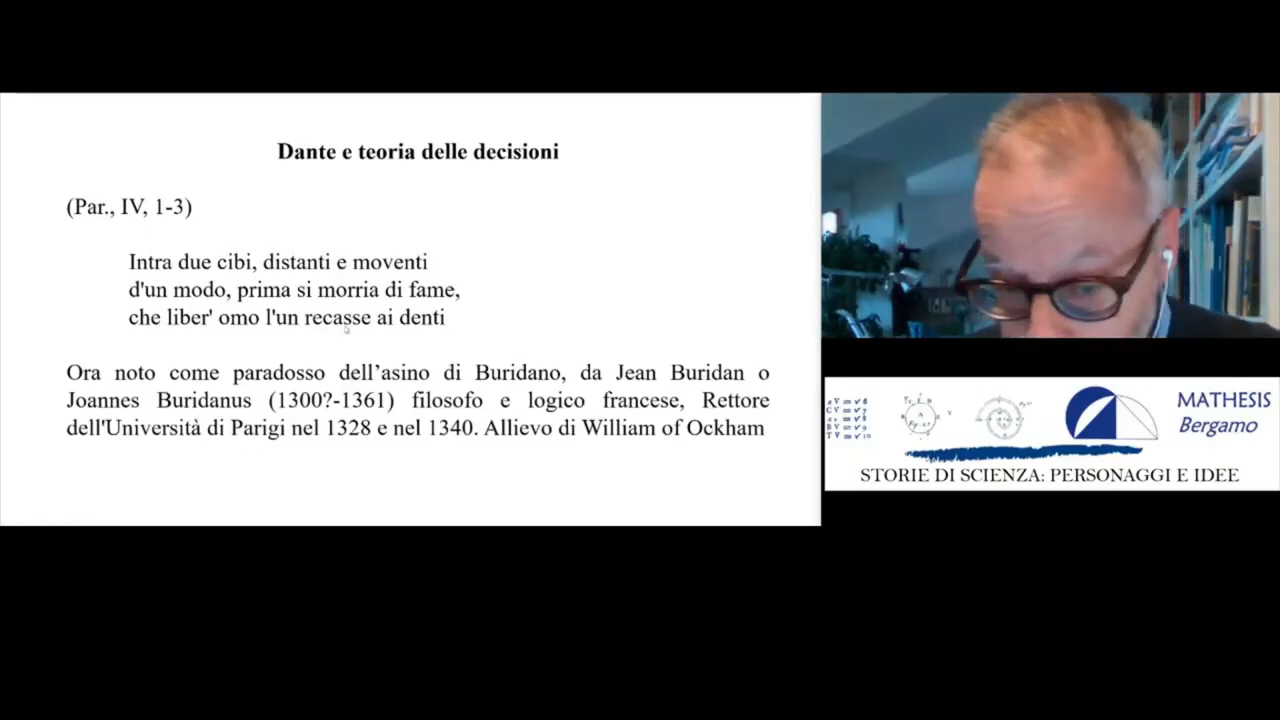 Dante e teoria delle decisioni
(Par., IV, 1-3)
Intra due cibi, distanti e moventi
d'un modo, prima si morria di fame,
che liber' omo l'un recasse ai denti
Ora noto come paradosso dell’asino di Buridano, da Jean Buridan o
Joannes Buridanus (1300?-1361) filosofo e logico francese, Rettore
dell'Università di Parigi nel 1328 e nel 1340. Allievo di William of Ockham
MATHESIS
Bergamo
STORIE DI SCIENZA: PERSONAGGI E IDEE